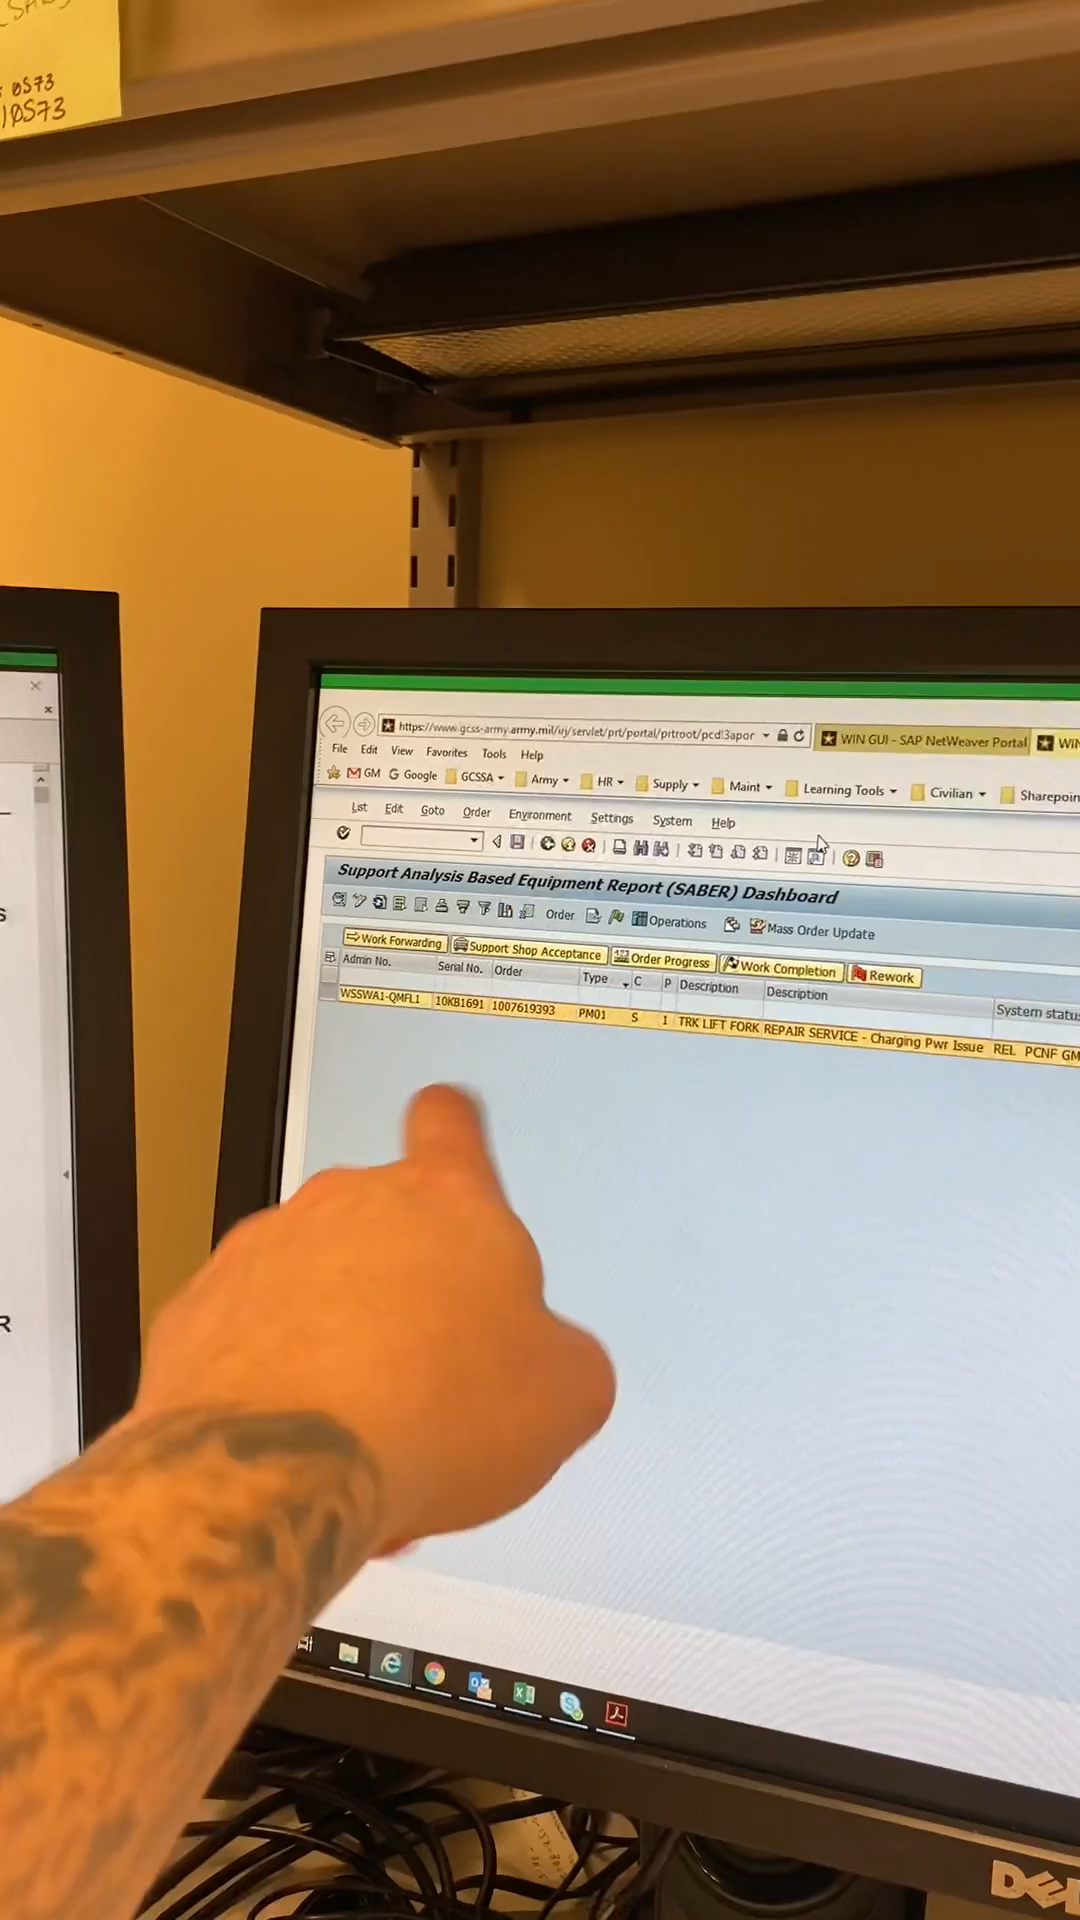 0573
10573
https://www.gcss-army.army.mil/irj/servlet/prt/portal/prtroot/pcd!3apor
WIN GUI - SAP NetWeaver Portal
WIN
File Edit View Favorites Tools Help
GM Google GCSSA Army HR Supply Maint Learning Tools Civilian Sharepoin
List Edit Goto Order Environment Settings System Help
Support Analysis Based Equipment Report (SABER) Dashboard
Order Operations Mass Order Update
Work Forwarding Support Shop Acceptance Order Progress Work Completion Rework
Admin No. Serial No. Order Type C P Description Description System statu
WSSWA1-QMFL1 10KB1691 1007619393 PM01 S 1 TRK LIFT FORK REPAIR SERVICE - Charging Pwr Issue REL PCNF GM
S
R
DELL